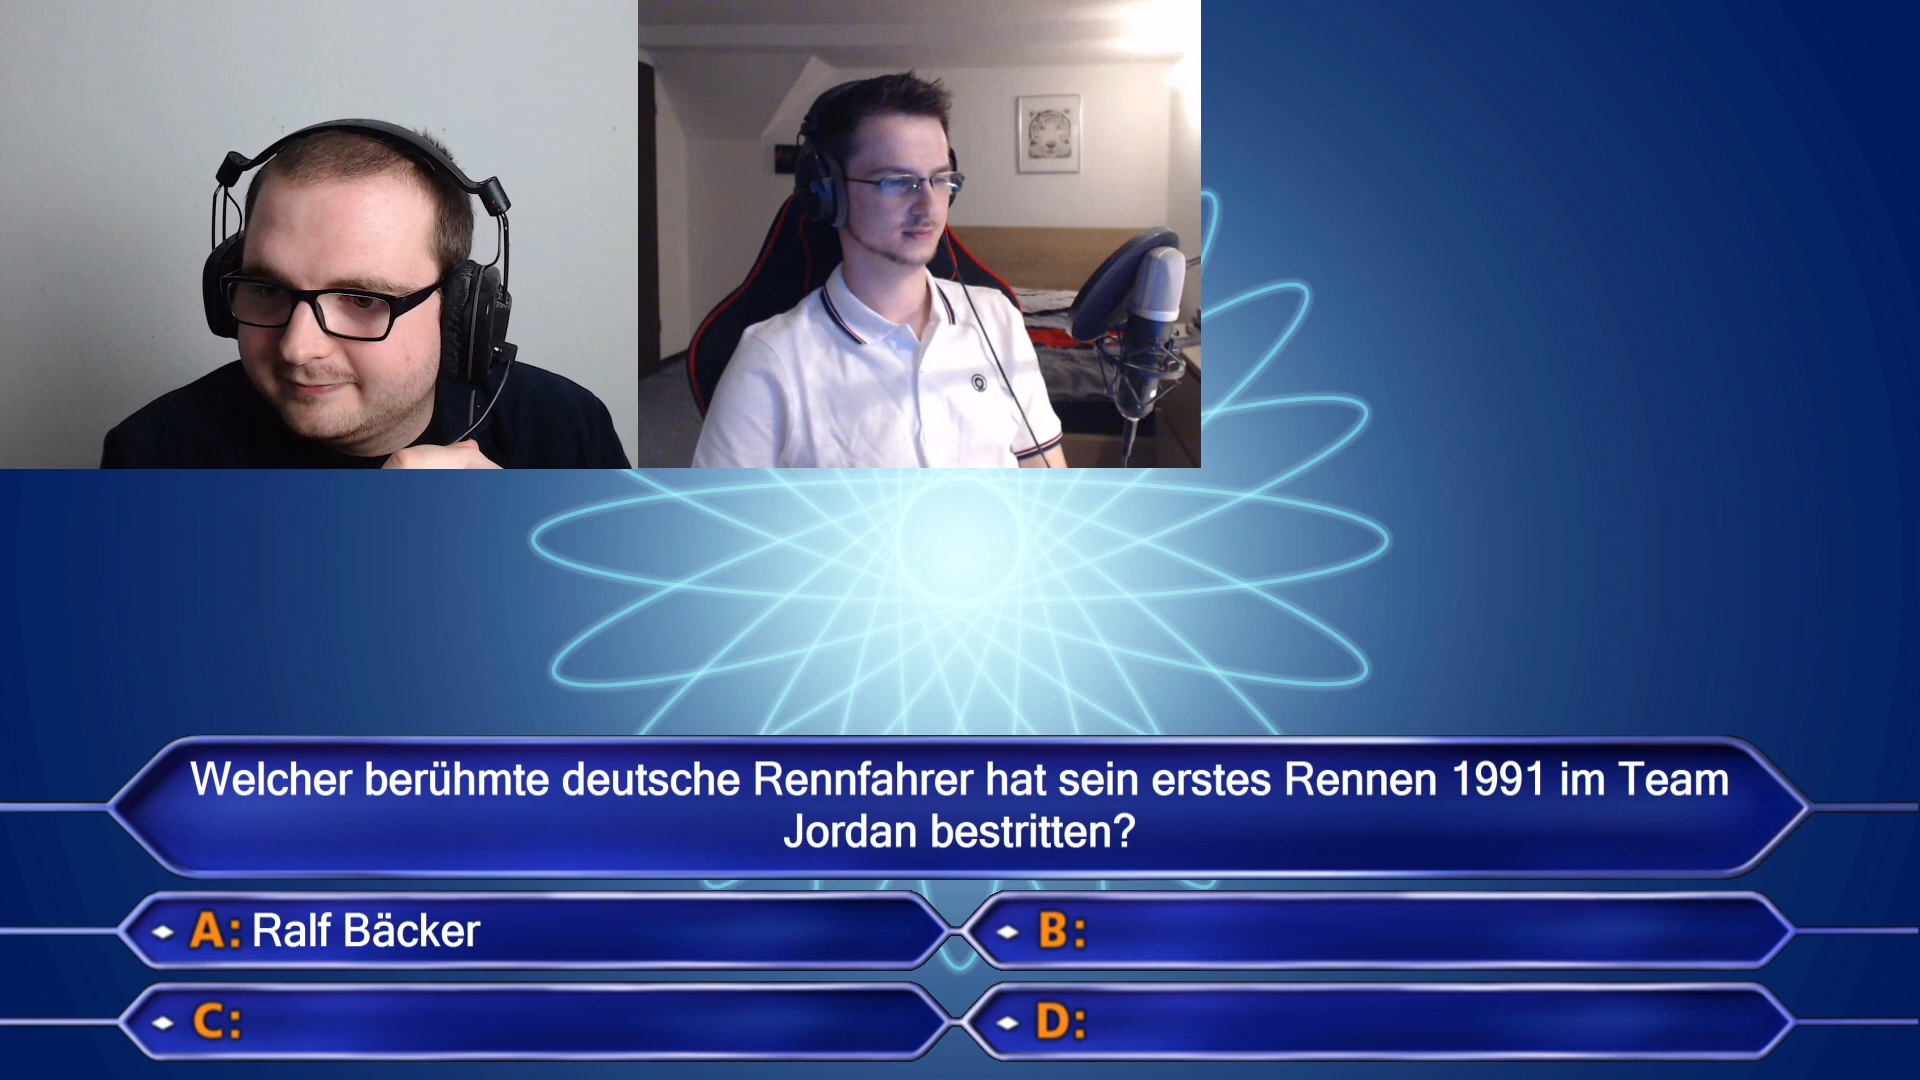 Welcher berühmte deutsche Rennfahrer hat sein erstes Rennen 1991 im Team
Jordan bestritten?
A: Ralf Bäcker
B:
C:
D: